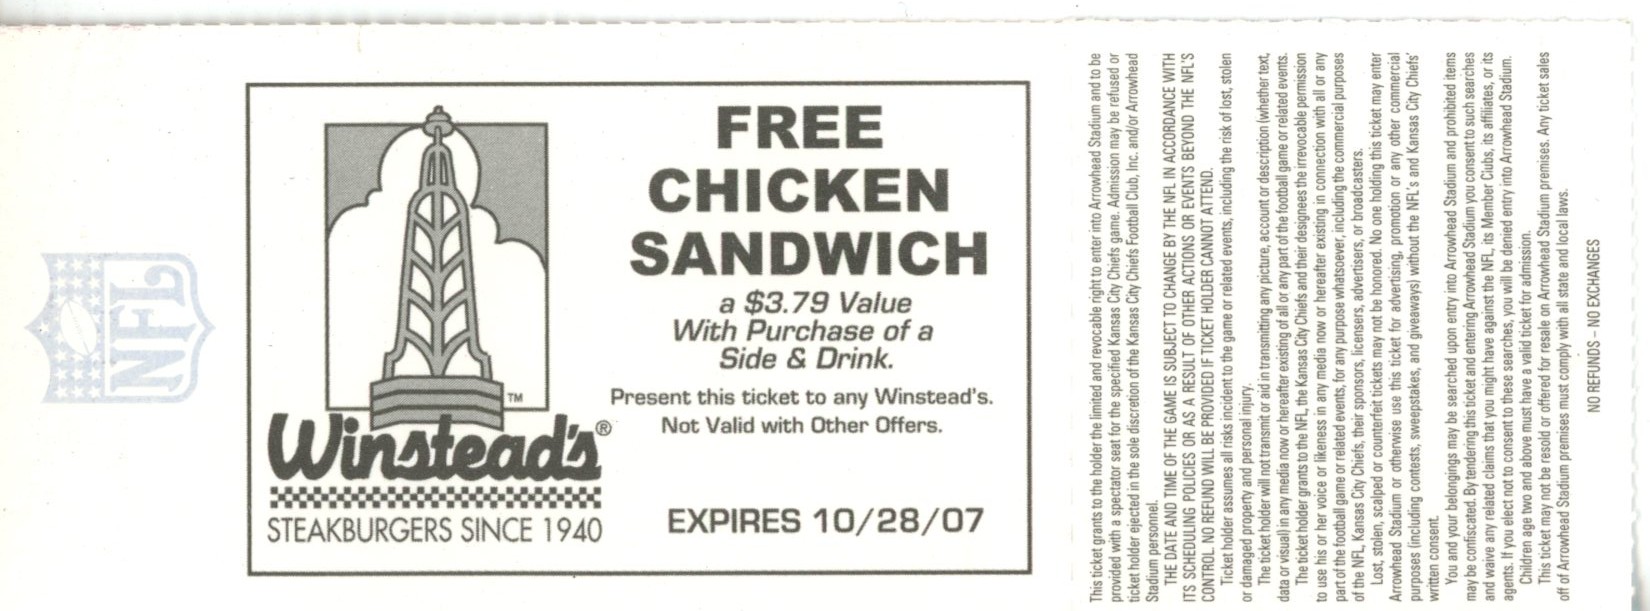 NFL
FREE
CHICKEN
SANDWICH
a $3.79 Value
With Purchase of a
Side & Drink.
Present this ticket to any Winstead's.
Not Valid with Other Offers.
EXPIRES 10/28/07
TM
Winstead's®
STEAKBURGERS SINCE 1940
This ticket grants to the holder the limited and revocable right to enter into Arrowhead Stadium and to be
provided with a spectator seat for the specified Kansas City Chiefs game. Admission may be refused or
ticket holder ejected in the sole discretion of the Kansas City Chiefs Football Club, Inc. and/or Arrowhead
Stadium personnel.
THE DATE AND TIME OF THE GAME IS SUBJECT TO CHANGE BY THE NFL IN ACCORDANCE WITH
ITS SCHEDULING POLICIES OR AS A RESULT OF OTHER ACTIONS OR EVENTS BEYOND THE NFL'S
CONTROL. NO REFUND WILL BE PROVIDED IF TICKET HOLDER CANNOT ATTEND.
Ticket holder assumes all risks incident to the game or related events, including the risk of lost, stolen
or damaged property and personal injury.
The ticket holder will not transmit or aid in transmitting any picture, account or description (whether text,
data or visual) in any media now or hereafter existing of all or any part of the football game or related events.
The ticket holder grants to the NFL, the Kansas City Chiefs and their designees the irrevocable permission
to use his or her voice or likeness in any media now or hereafter existing in connection with all or any
part of the football game or related events, for any purpose whatsoever, including the commercial purposes
of the NFL, Kansas City Chiefs, their sponsors, licensers, advertisers, or broadcasters.
Lost, stolen, scalped or counterfeit tickets may not be honored. No one holding this ticket may enter
Arrowhead Stadium or otherwise use this ticket for advertising, promotion or any other commercial
purposes (including contests, sweepstakes, and giveaways) without the NFL's and Kansas City Chiefs'
written consent.
You and your belongings may be searched upon entry into Arrowhead Stadium and prohibited items
may be confiscated. By tendering this ticket and entering Arrowhead Stadium you consent to such searches
and waive any related claims that you might have against the NFL, its Member Clubs, its affiliates, or its
agents. If you elect not to consent to these searches, you will be denied entry into Arrowhead Stadium.
Children age two and above must have a valid ticket for admission.
This ticket may not be resold or offered for resale on Arrowhead Stadium premises. Any ticket sales
off of Arrowhead Stadium premises must comply with all state and local laws.
NO REFUNDS – NO EXCHANGES